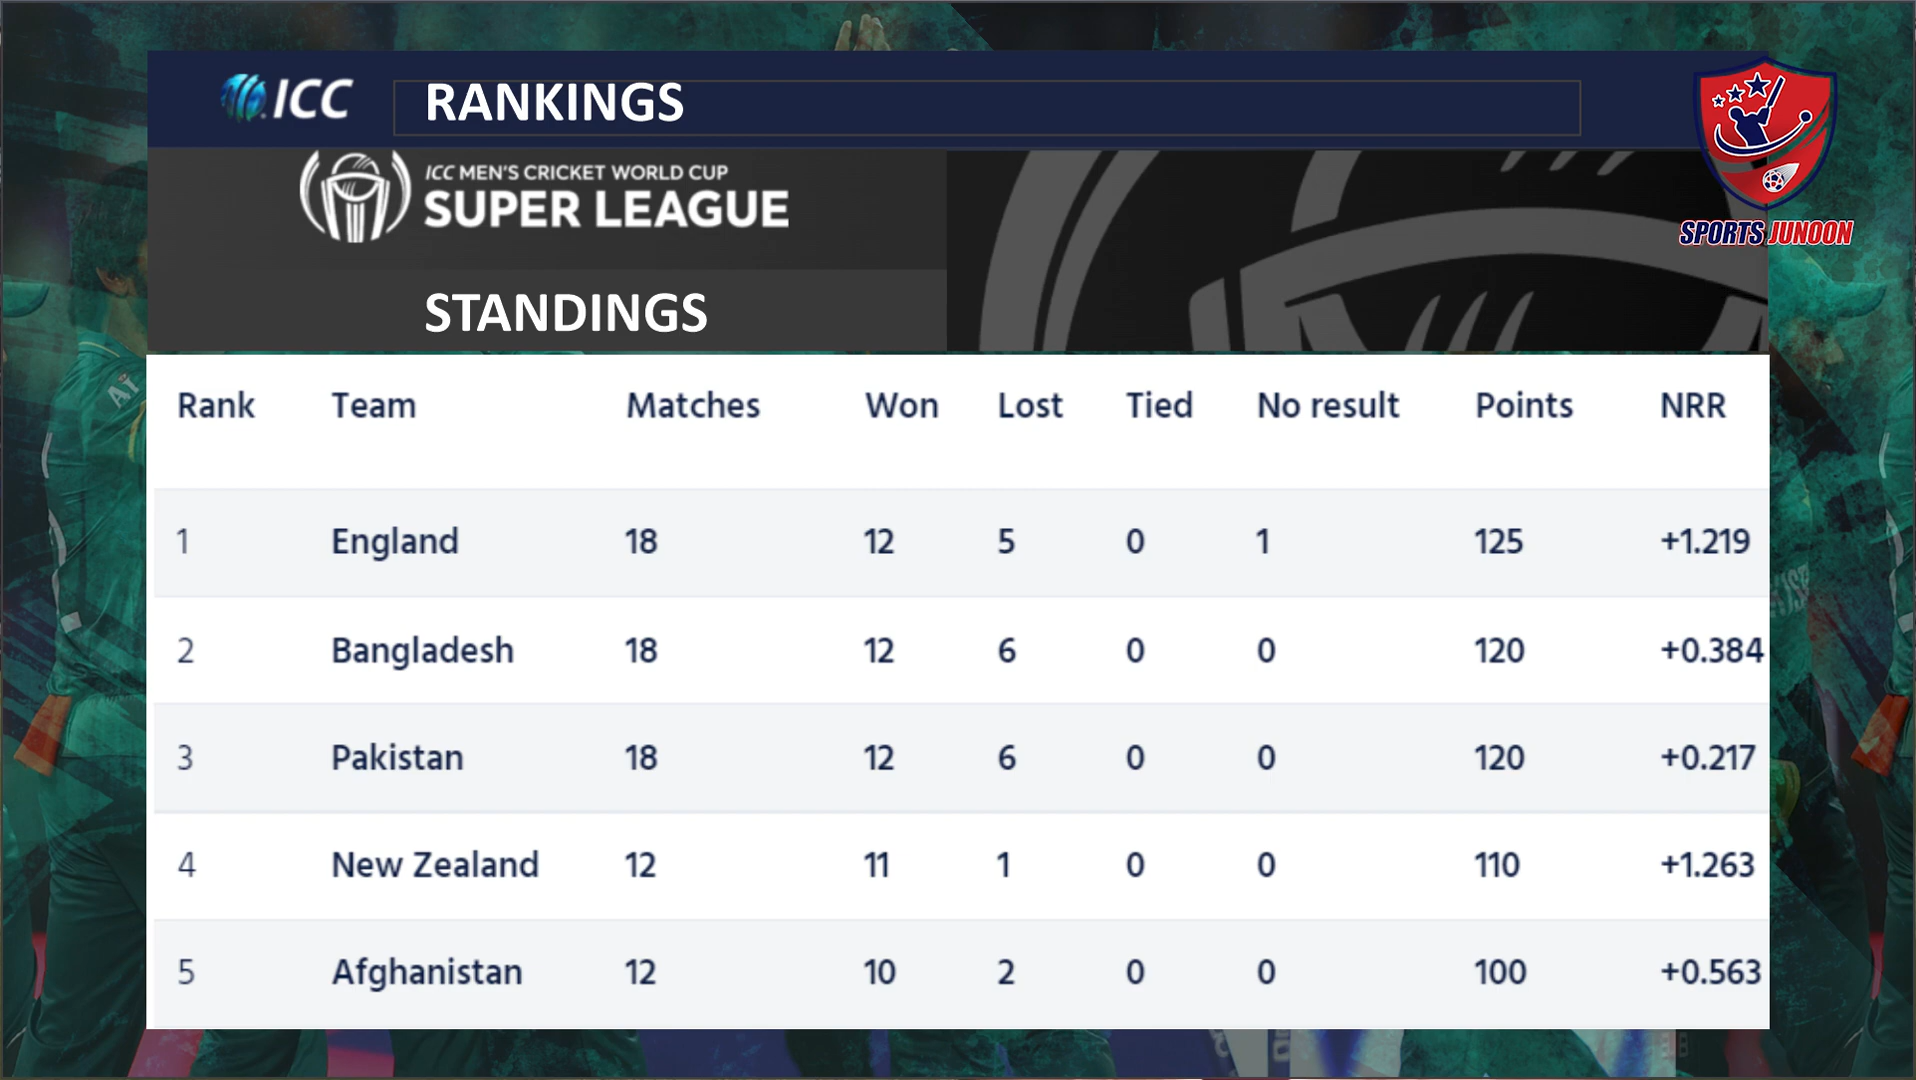 ICC RANKINGS
ICC MEN'S CRICKET WORLD CUP
SUPER LEAGUE
SPORTS JUNOON
STANDINGS
Rank Team Matches Won Lost Tied No result Points NRR
1 England 18 12 5 0 1 125 +1.219
2 Bangladesh 18 12 6 0 0 120 +0.384
3 Pakistan 18 12 6 0 0 120 +0.217
4 New Zealand 12 11 1 0 0 110 +1.263
5 Afghanistan 12 10 2 0 0 100 +0.563